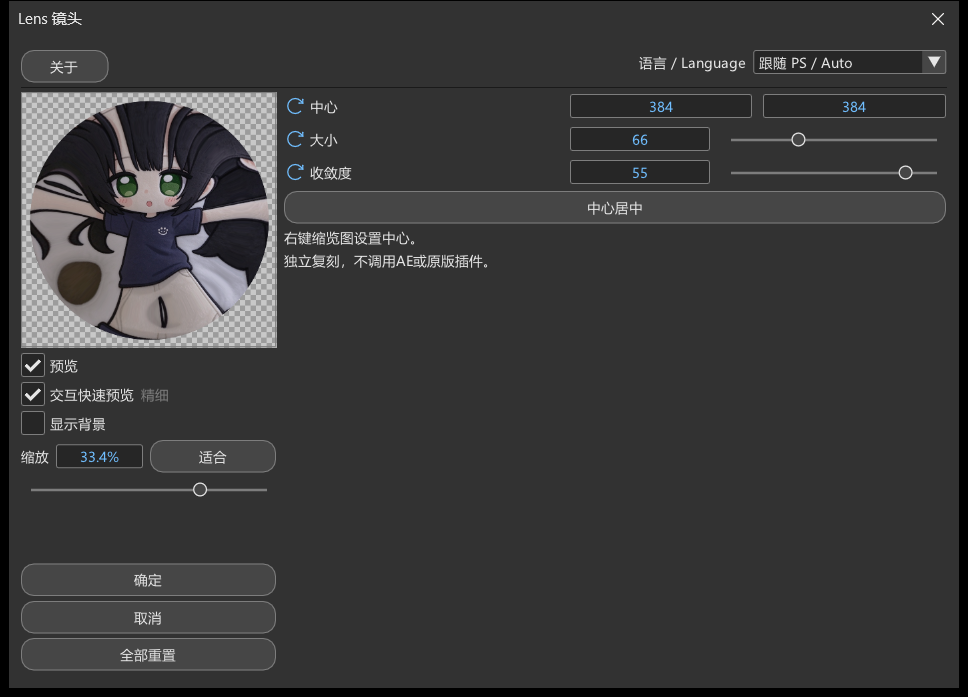 Lens 镜头
关于
语言 / Language 跟随 PS / Auto
中心 384 384
大小 66
收敛度 55
中心居中
右键缩览图设置中心。
独立复刻，不调用AE或原版插件。
预览
交互快速预览 精细
显示背景
缩放 33.4% 适合
确定
取消
全部重置